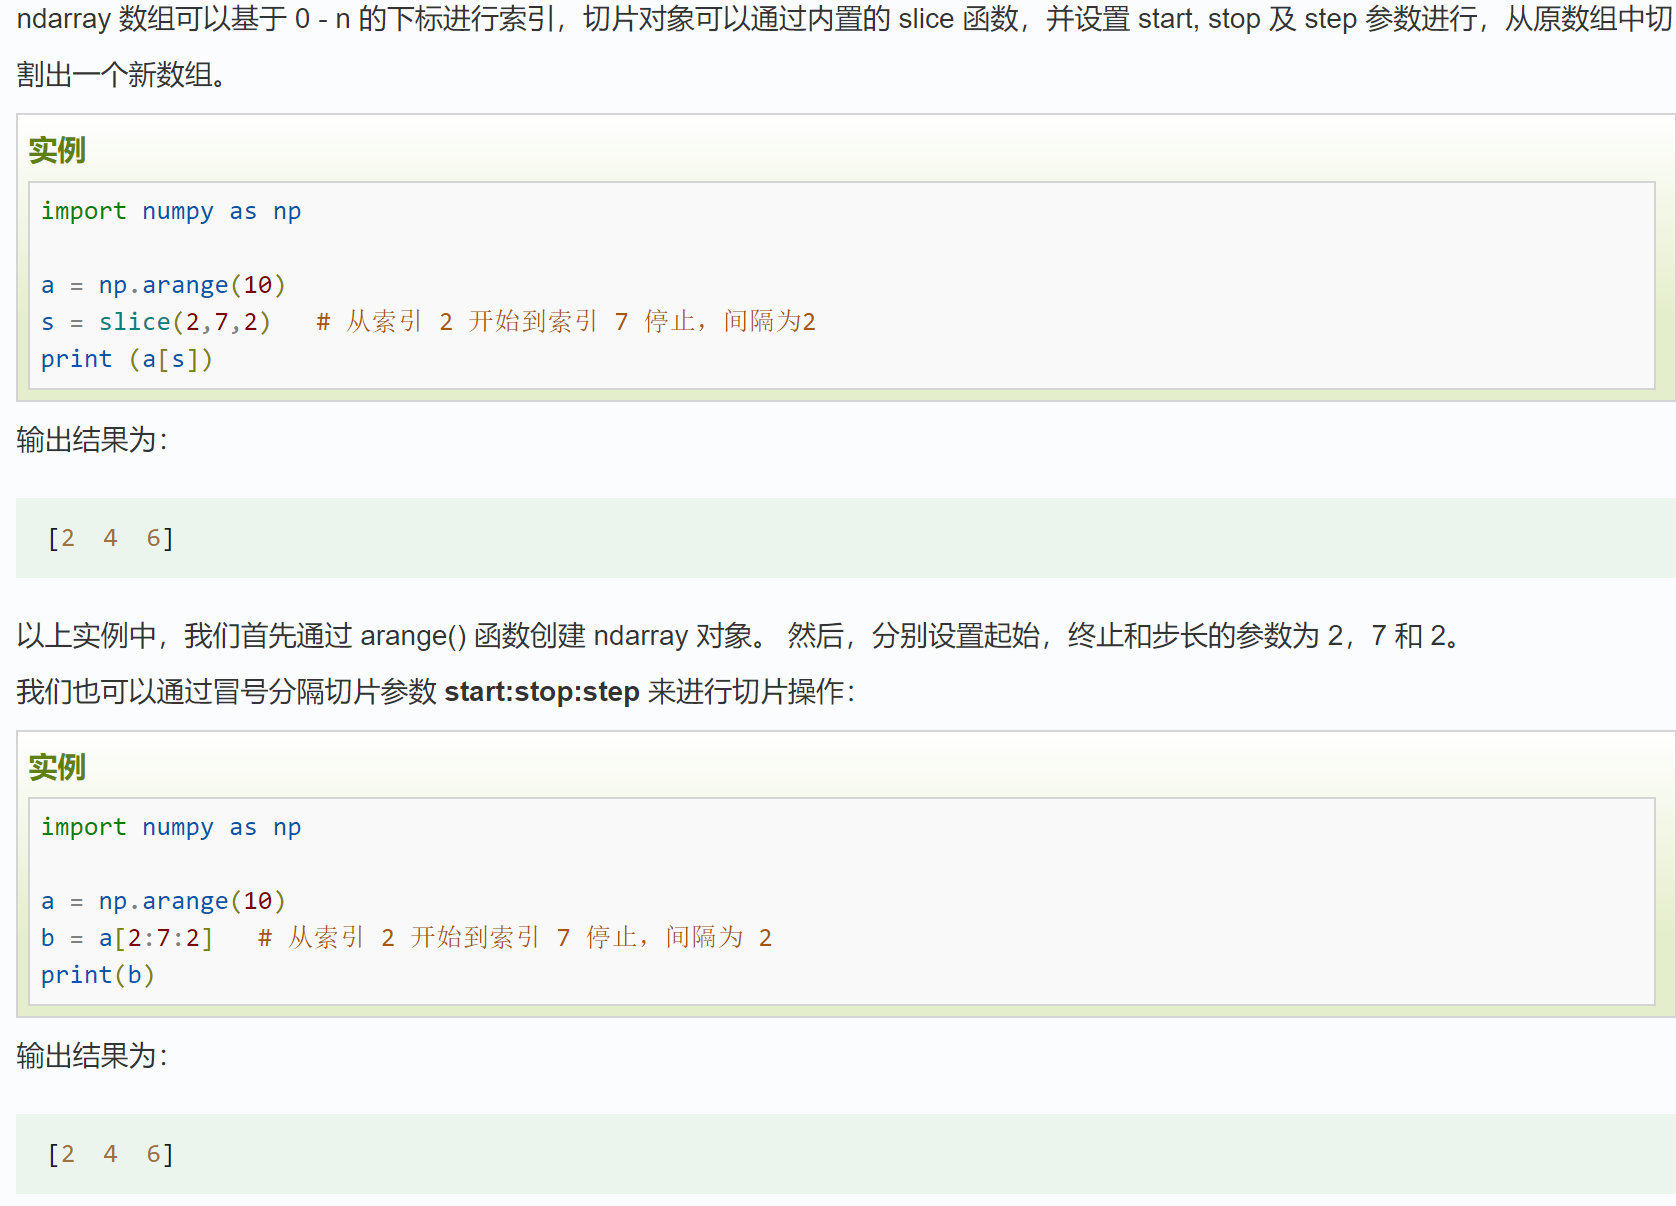 ndarray 数组可以基于 0 - n 的下标进行索引，切片对象可以通过内置的 slice 函数，并设置 start, stop 及 step 参数进行，从原数组中切
割出一个新数组。
实例
import numpy as np
a = np.arange(10)
s = slice(2,7,2)   # 从索引 2 开始到索引 7 停止，间隔为2
print (a[s])
输出结果为：
[2  4  6]
以上实例中，我们首先通过 arange() 函数创建 ndarray 对象。 然后，分别设置起始，终止和步长的参数为 2，7 和 2。
我们也可以通过冒号分隔切片参数 start:stop:step 来进行切片操作：
实例
import numpy as np
a = np.arange(10)
b = a[2:7:2]   # 从索引 2 开始到索引 7 停止，间隔为 2
print(b)
输出结果为：
[2  4  6]